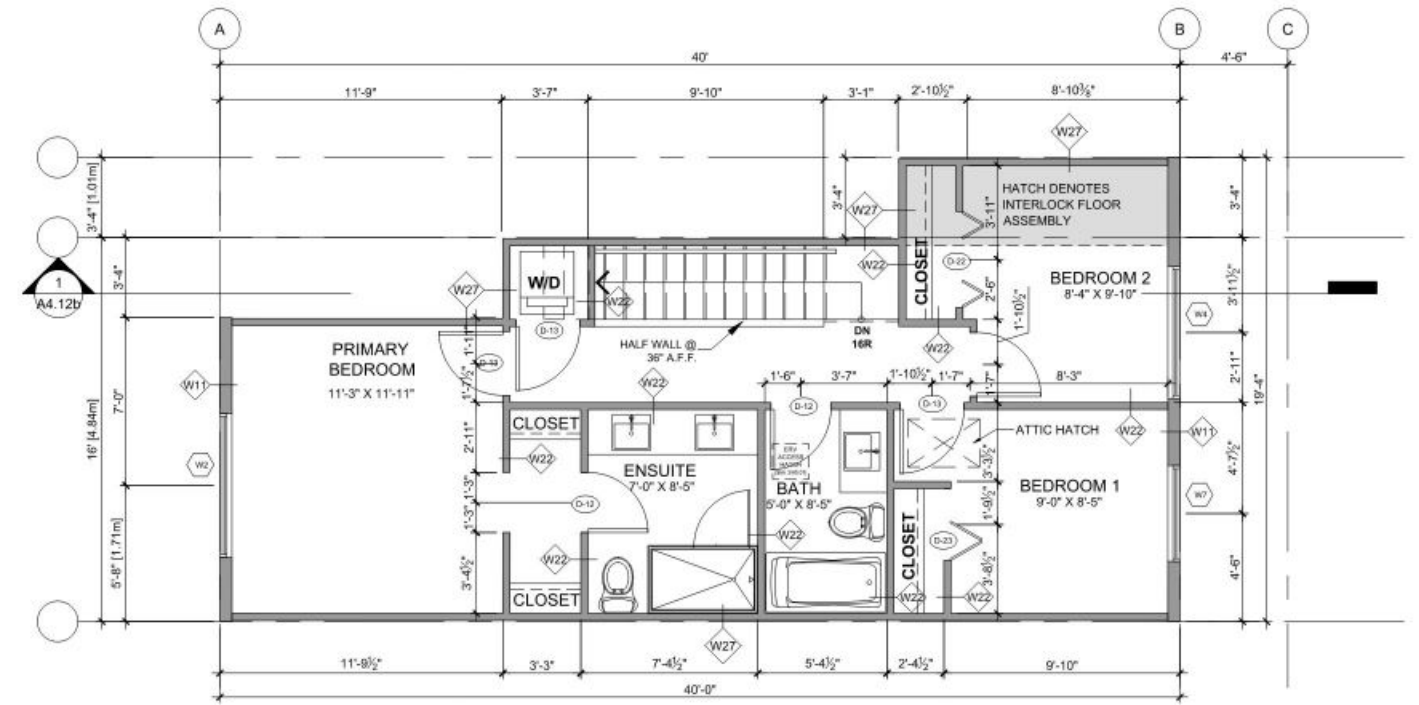 A
B
C
40'
4'-6"
11'-9"
3'-7"
9'-10"
3'-1"
2'-10½"
8'-10⅜"
W27
3'-4" [1.01m]
3'-4"
3'-4"
3'-4"
3'-11"
HATCH DENOTES
INTERLOCK FLOOR
ASSEMBLY
W27
W22
CLOSET
D-22
1
A4.12b
W27
W/D
W22
D-13
BEDROOM 2
8'-4" X 9'-10"
2'-6"
1'-10½"
3'-11½"
W4
DN
16R
HALF WALL @
36" A.F.F.
W22
PRIMARY
BEDROOM
11'-3" X 11'-11"
1'-11"
1'-7½"
W11
7'-0"
16' [4.84m]
W22
1'-6"
3'-7"
1'-10½"
1'-7"
1'-7"
8'-3"
2'-11"
19'-4"
D-12
D-13
W22
W11
CLOSET
2'-11"
W22
ATTIC HATCH
4'-7½"
ERV
ACCESS
HATCH
ENSUITE
7'-0" X 8'-5"
BATH
5'-0" X 8'-5"
3'-3½"
BEDROOM 1
9'-0" X 8'-5"
W2
W7
1'-3"
D-12
1'-3"
1'-9½"
CLOSET
D-23
W22
W22
5'-8" [1.71m]
3'-4½"
3'-8½"
4'-6"
CLOSET
W22
W22
W27
11'-9½"
3'-3"
7'-4½"
5'-4½"
2'-4½"
9'-10"
40'-0"